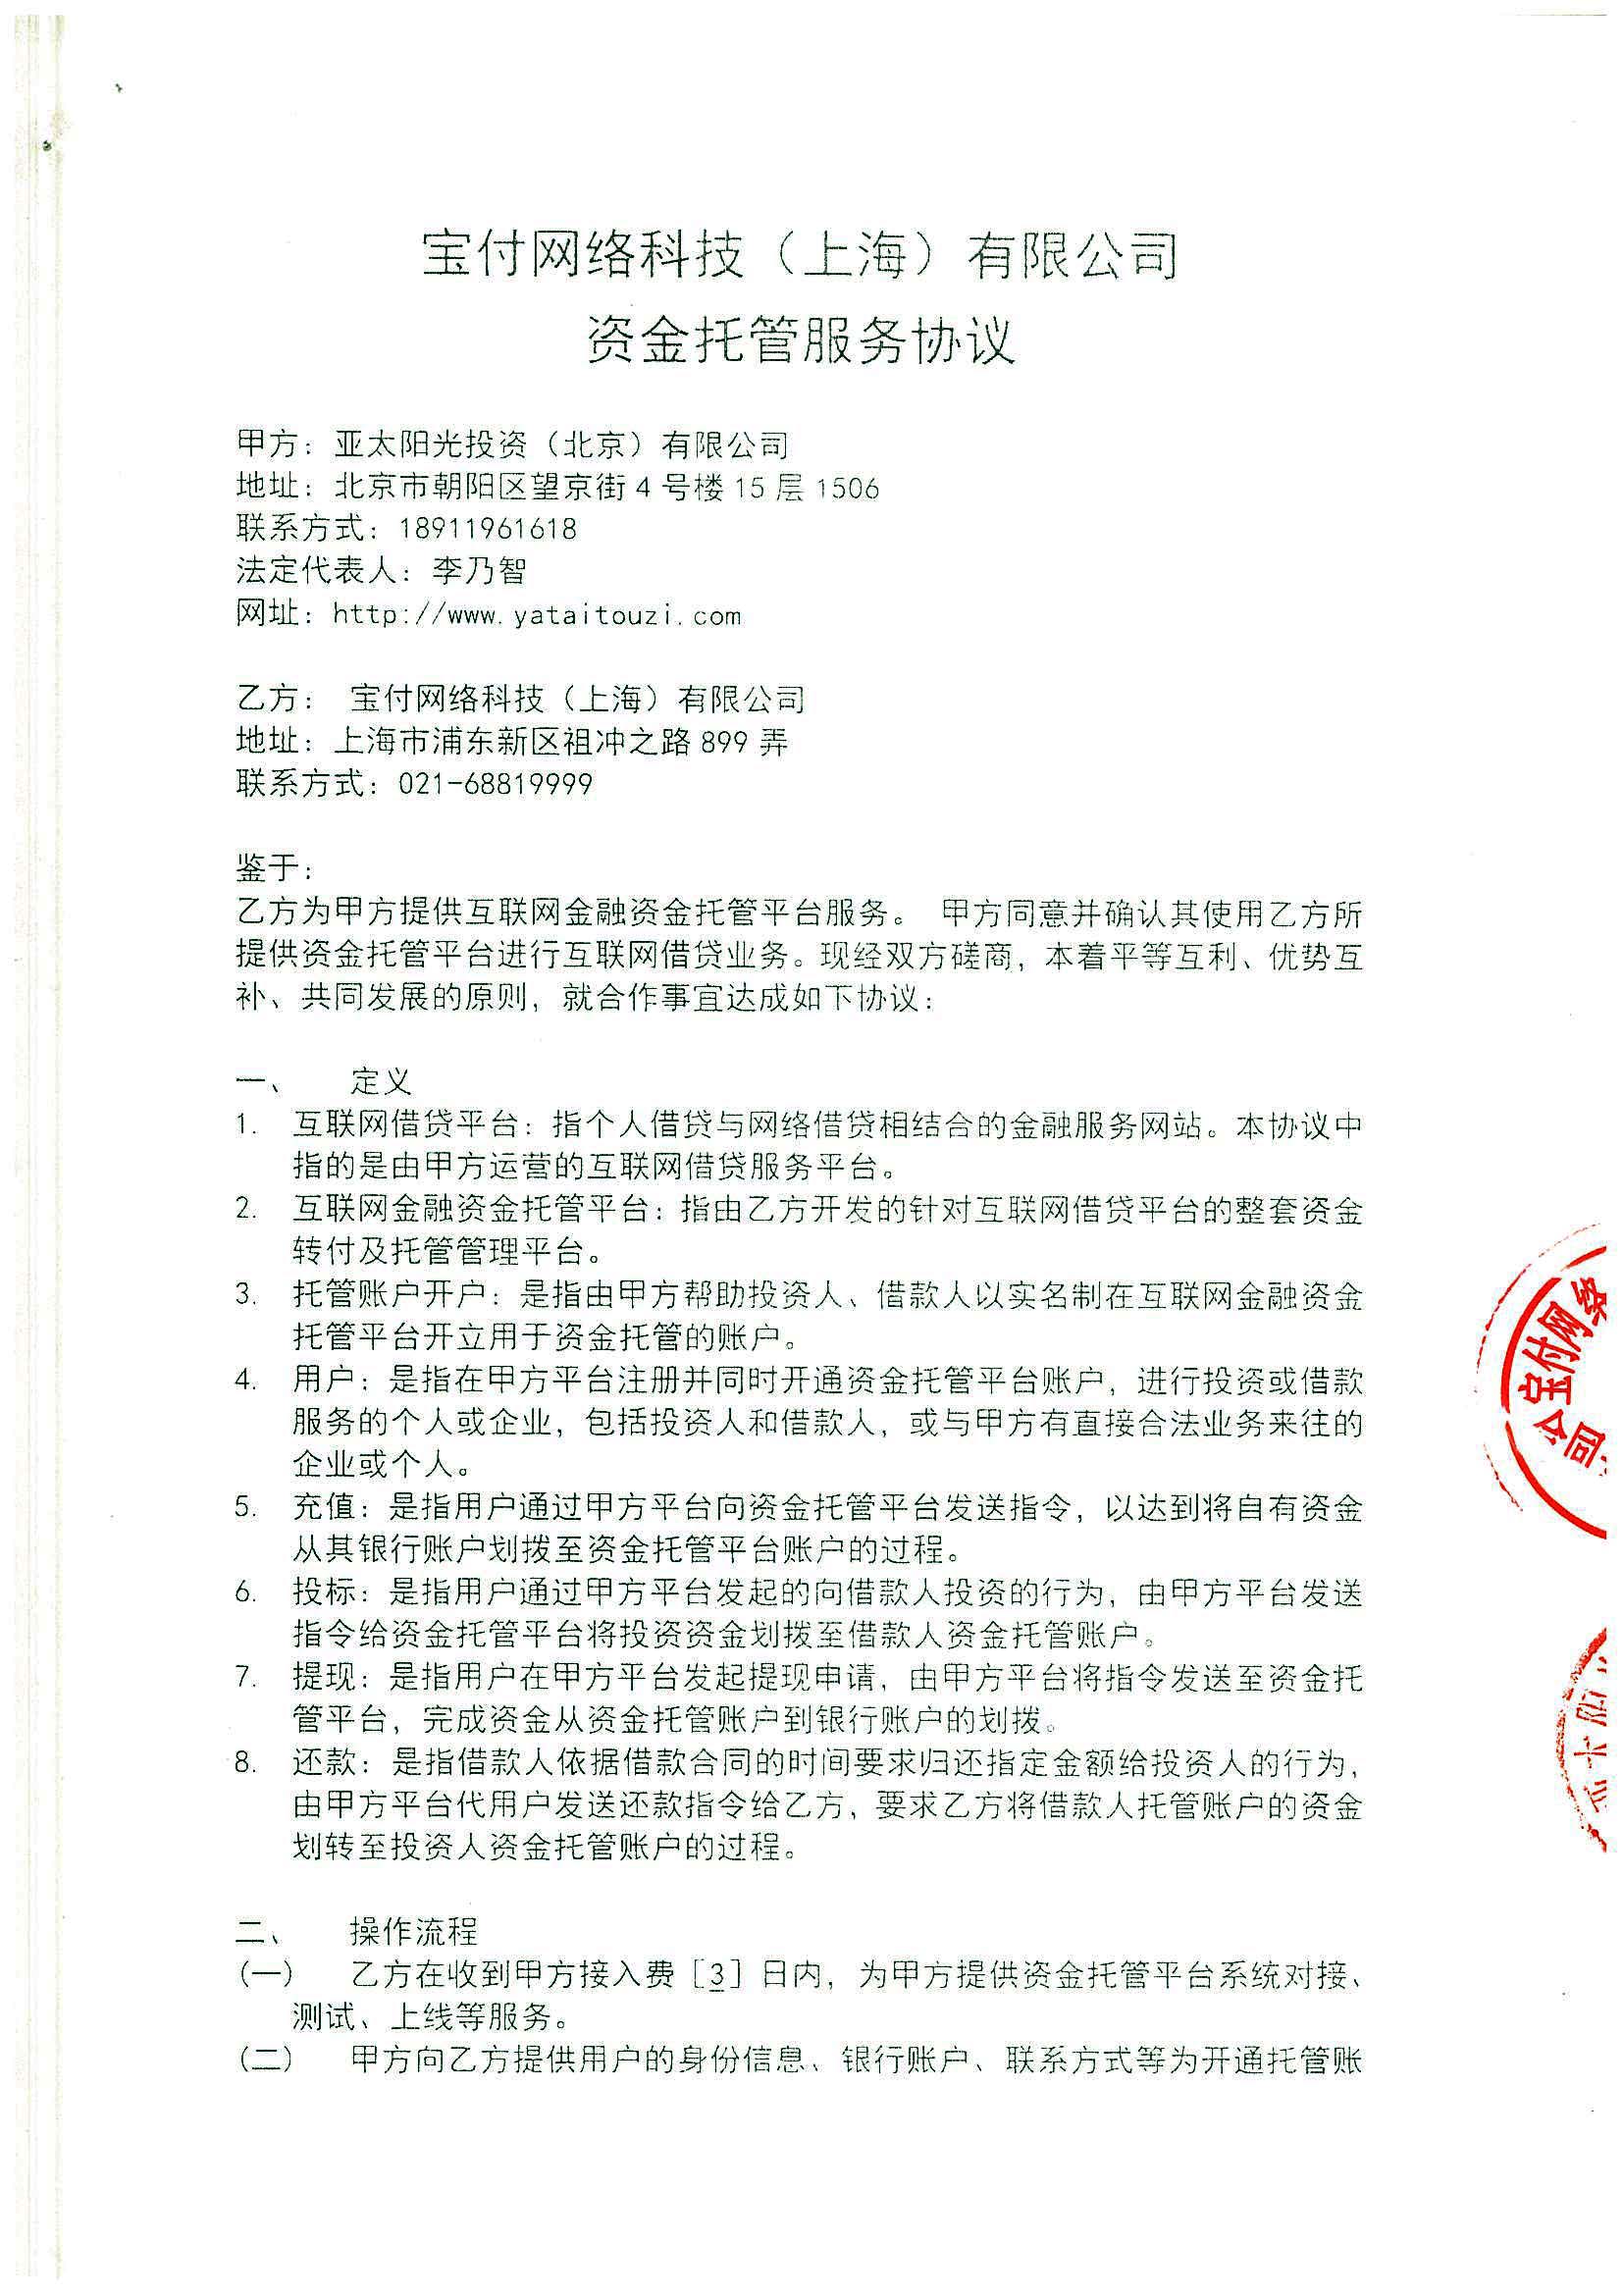 宝付网络科技（上海）有限公司
资金托管服务协议
甲方：亚太阳光投资（北京）有限公司
地址：北京市朝阳区望京街 4 号楼 15 层 1506
联系方式：18911961618
法定代表人：李乃智
网址：http://www.yataitouzi.com
乙方： 宝付网络科技（上海）有限公司
地址：上海市浦东新区祖冲之路 899 弄
联系方式：021-68819999
鉴于：
乙方为甲方提供互联网金融资金托管平台服务。 甲方同意并确认其使用乙方所
提供资金托管平台进行互联网借贷业务。现经双方磋商，本着平等互利、优势互
补、共同发展的原则，就合作事宜达成如下协议：
一、 定义
1. 互联网借贷平台：指个人借贷与网络借贷相结合的金融服务网站。本协议中
指的是由甲方运营的互联网借贷服务平台。
2. 互联网金融资金托管平台：指由乙方开发的针对互联网借贷平台的整套资金
转付及托管管理平台。
3. 托管账户开户：是指由甲方帮助投资人、借款人以实名制在互联网金融资金
托管平台开立用于资金托管的账户。
4. 用户：是指在甲方平台注册并同时开通资金托管平台账户，进行投资或借款
服务的个人或企业，包括投资人和借款人，或与甲方有直接合法业务来往的
企业或个人。
5. 充值：是指用户通过甲方平台向资金托管平台发送指令，以达到将自有资金
从其银行账户划拨至资金托管平台账户的过程。
6. 投标：是指用户通过甲方平台发起的向借款人投资的行为，由甲方平台发送
指令给资金托管平台将投资资金划拨至借款人资金托管账户。
7. 提现：是指用户在甲方平台发起提现申请，由甲方平台将指令发送至资金托
管平台，完成资金从资金托管账户到银行账户的划拨。
8. 还款：是指借款人依据借款合同的时间要求归还指定金额给投资人的行为，
由甲方平台代用户发送还款指令给乙方，要求乙方将借款人托管账户的资金
划转至投资人资金托管账户的过程。
二、 操作流程
(一) 乙方在收到甲方接入费［3］日内，为甲方提供资金托管平台系统对接、
测试、上线等服务。
(二) 甲方向乙方提供用户的身份信息、银行账户、联系方式等为开通托管账
宝付网络
合同